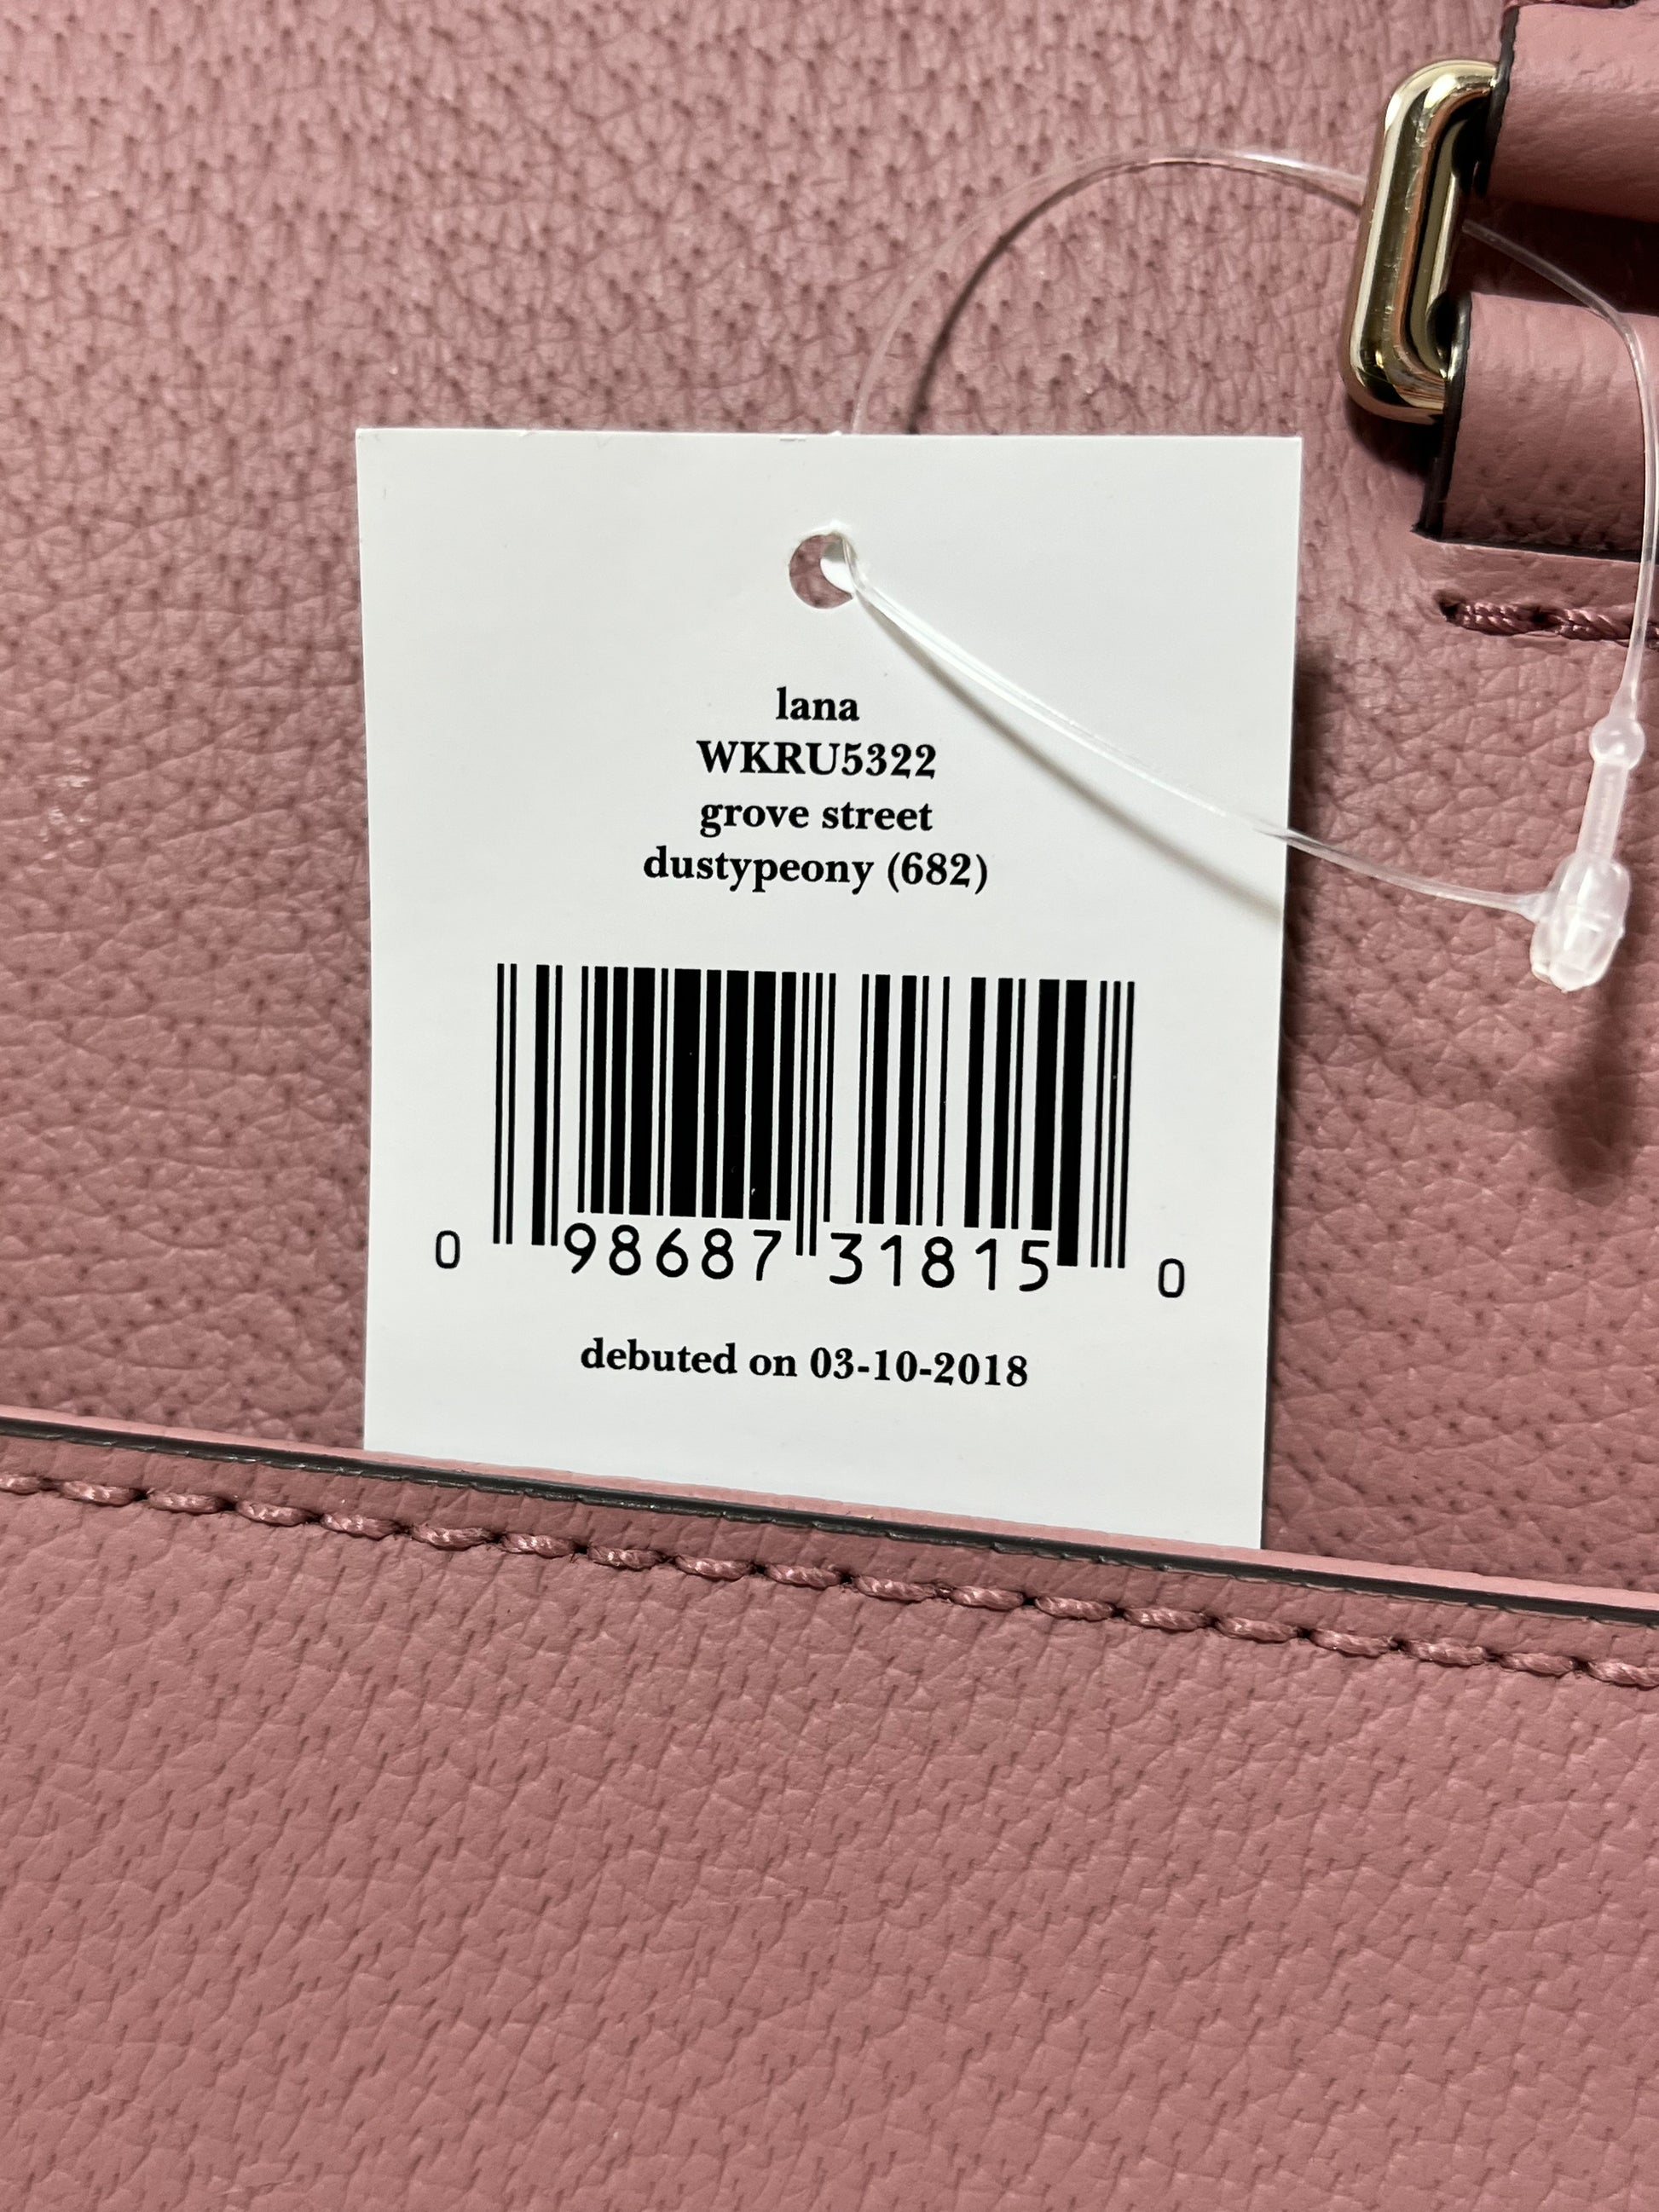 lana
WKRU5322
grove street
dustypeony (682)
0 98687 31815 0
debuted on 03-10-2018